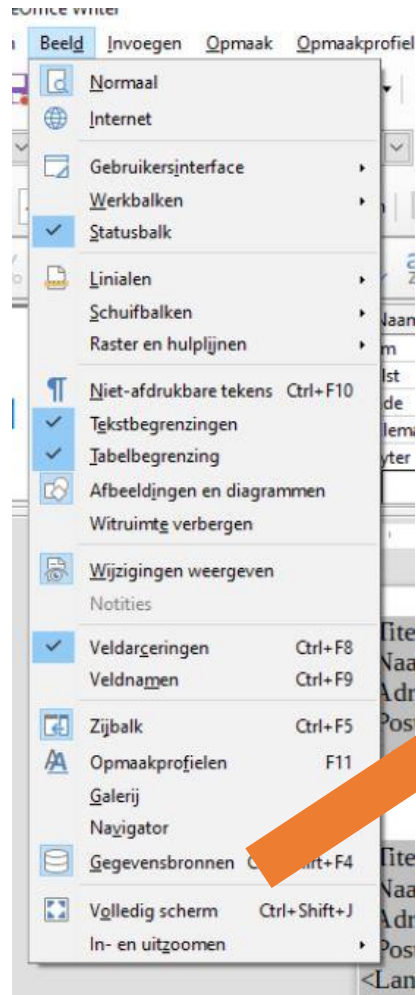 Beeld Invoegen Opmaak Opmaakprofiel
Normaal
Internet
Gebruikersinterface
Werkbalken
Statusbalk
Linialen
Schuifbalken
Raster en hulplijnen
Niet-afdrukbare tekens Ctrl+F10
Tekstbegrenzingen
Tabelbegrenzing
Afbeeldingen en diagrammen
Witruimte verbergen
Wijzigingen weergeven
Notities
Veldarceringen Ctrl+F8
Veldnamen Ctrl+F9
Zijbalk Ctrl+F5
Opmaakprofielen F11
Galerij
Navigator
Gegevensbronnen
Volledig scherm Ctrl+Shift+J
In- en uitzoomen
<Lan